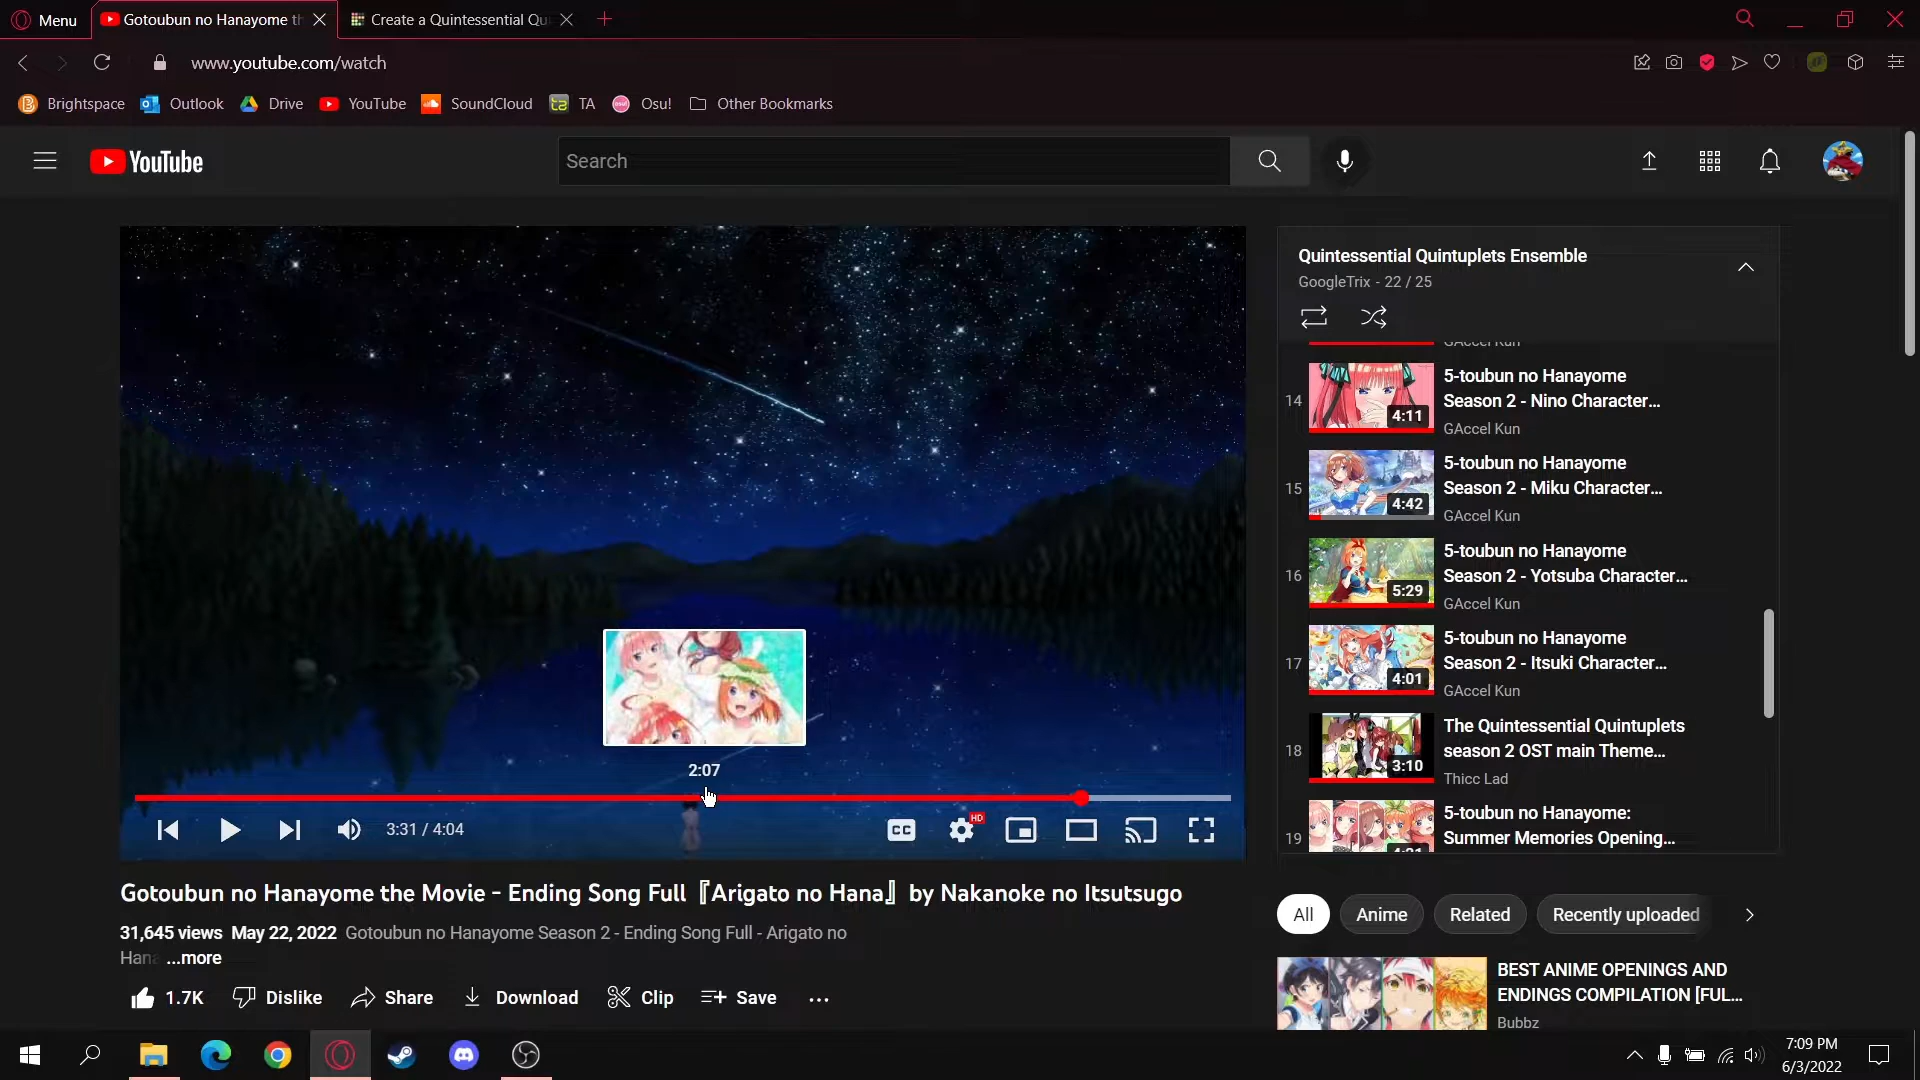 Menu
Gotoubun no Hanayome th
Create a Quintessential Qu
www.youtube.com/watch
Brightspace
Outlook
Drive
YouTube
SoundCloud
TA
Osu!
Other Bookmarks
YouTube
Search
Quintessential Quintuplets Ensemble
GoogleTrix - 22 / 25
GAccel Kun
14
5-toubun no Hanayome
Season 2 - Nino Character...
4:11
GAccel Kun
15
5-toubun no Hanayome
Season 2 - Miku Character...
4:42
GAccel Kun
16
5-toubun no Hanayome
Season 2 - Yotsuba Character...
5:29
GAccel Kun
17
5-toubun no Hanayome
Season 2 - Itsuki Character...
4:01
GAccel Kun
18
The Quintessential Quintuplets
season 2 OST main Theme...
3:10
Thicc Lad
19
5-toubun no Hanayome:
Summer Memories Opening...
2:07
3:31 / 4:04
CC
HD
Gotoubun no Hanayome the Movie - Ending Song Full『Arigato no Hana』by Nakanoke no Itsutsugo
31,645 views May 22, 2022 Gotoubun no Hanayome Season 2 - Ending Song Full - Arigato no
Hana ...more
1.7K
Dislike
Share
Download
Clip
Save
All
Anime
Related
Recently uploaded
BEST ANIME OPENINGS AND
ENDINGS COMPILATION [FUL...
Bubbz
7:09 PM
6/3/2022